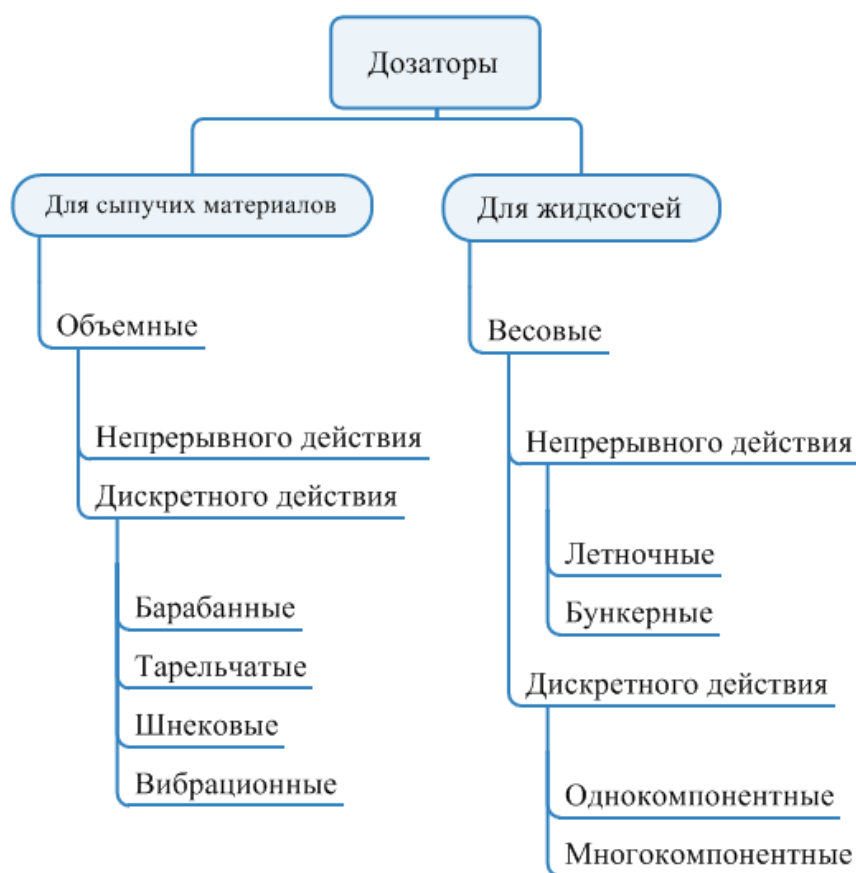 Дозаторы
Для сыпучих материалов
Объемные
Непрерывного действия
Дискретного действия
Барабанные
Тарельчатые
Шнековые
Вибрационные
Для жидкостей
Весовые
Непрерывного действия
Летночные
Бункерные
Дискретного действия
Однокомпонентные
Многокомпонентные